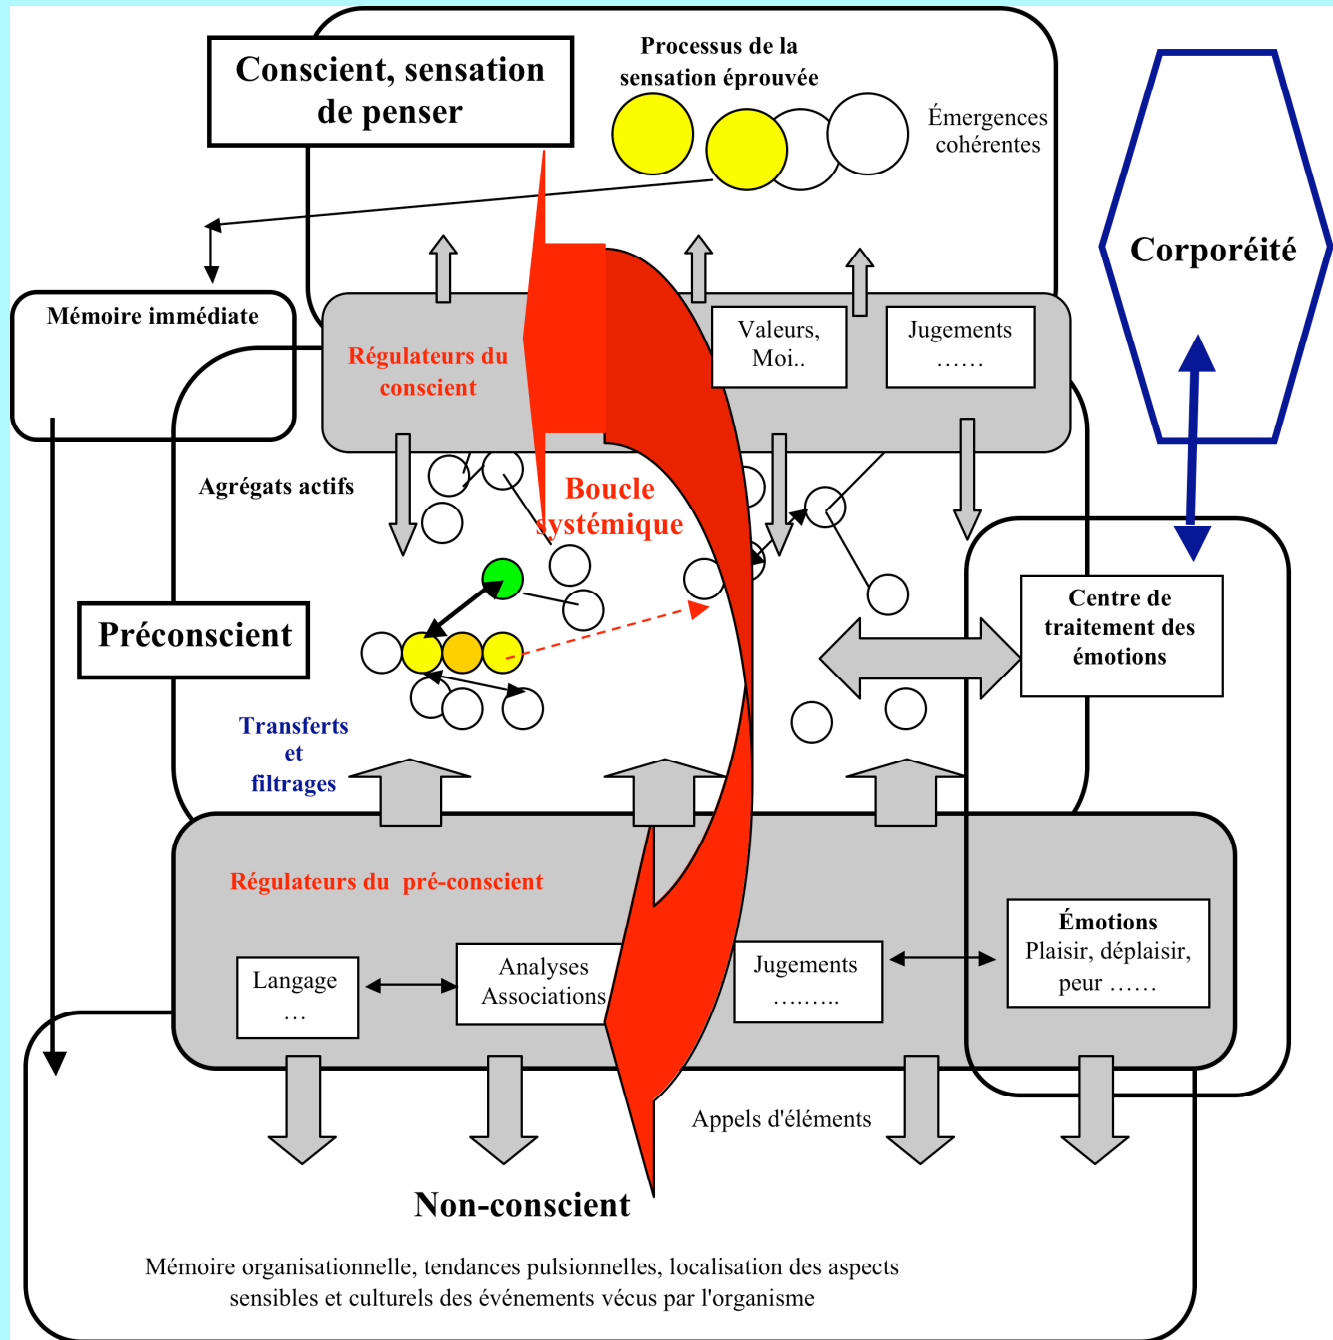 Conscient, sensation
de penser
Processus de la
sensation éprouvée
Émergences
cohérentes
Corporéité
Mémoire immédiate
Régulateurs du
conscient
Valeurs,
Moi..
Jugements
……
Agrégats actifs
Boucle
systémique
Préconscient
Centre de
traitement des
émotions
Transferts
et
filtrages
Régulateurs du  pré-conscient
Langage
…
Analyses
Associations
Jugements
………
Émotions
Plaisir, déplaisir,
peur ……
Appels d'éléments
Non-conscient
Mémoire organisationnelle, tendances pulsionnelles, localisation des aspects
sensibles et culturels des événements vécus par l'organisme